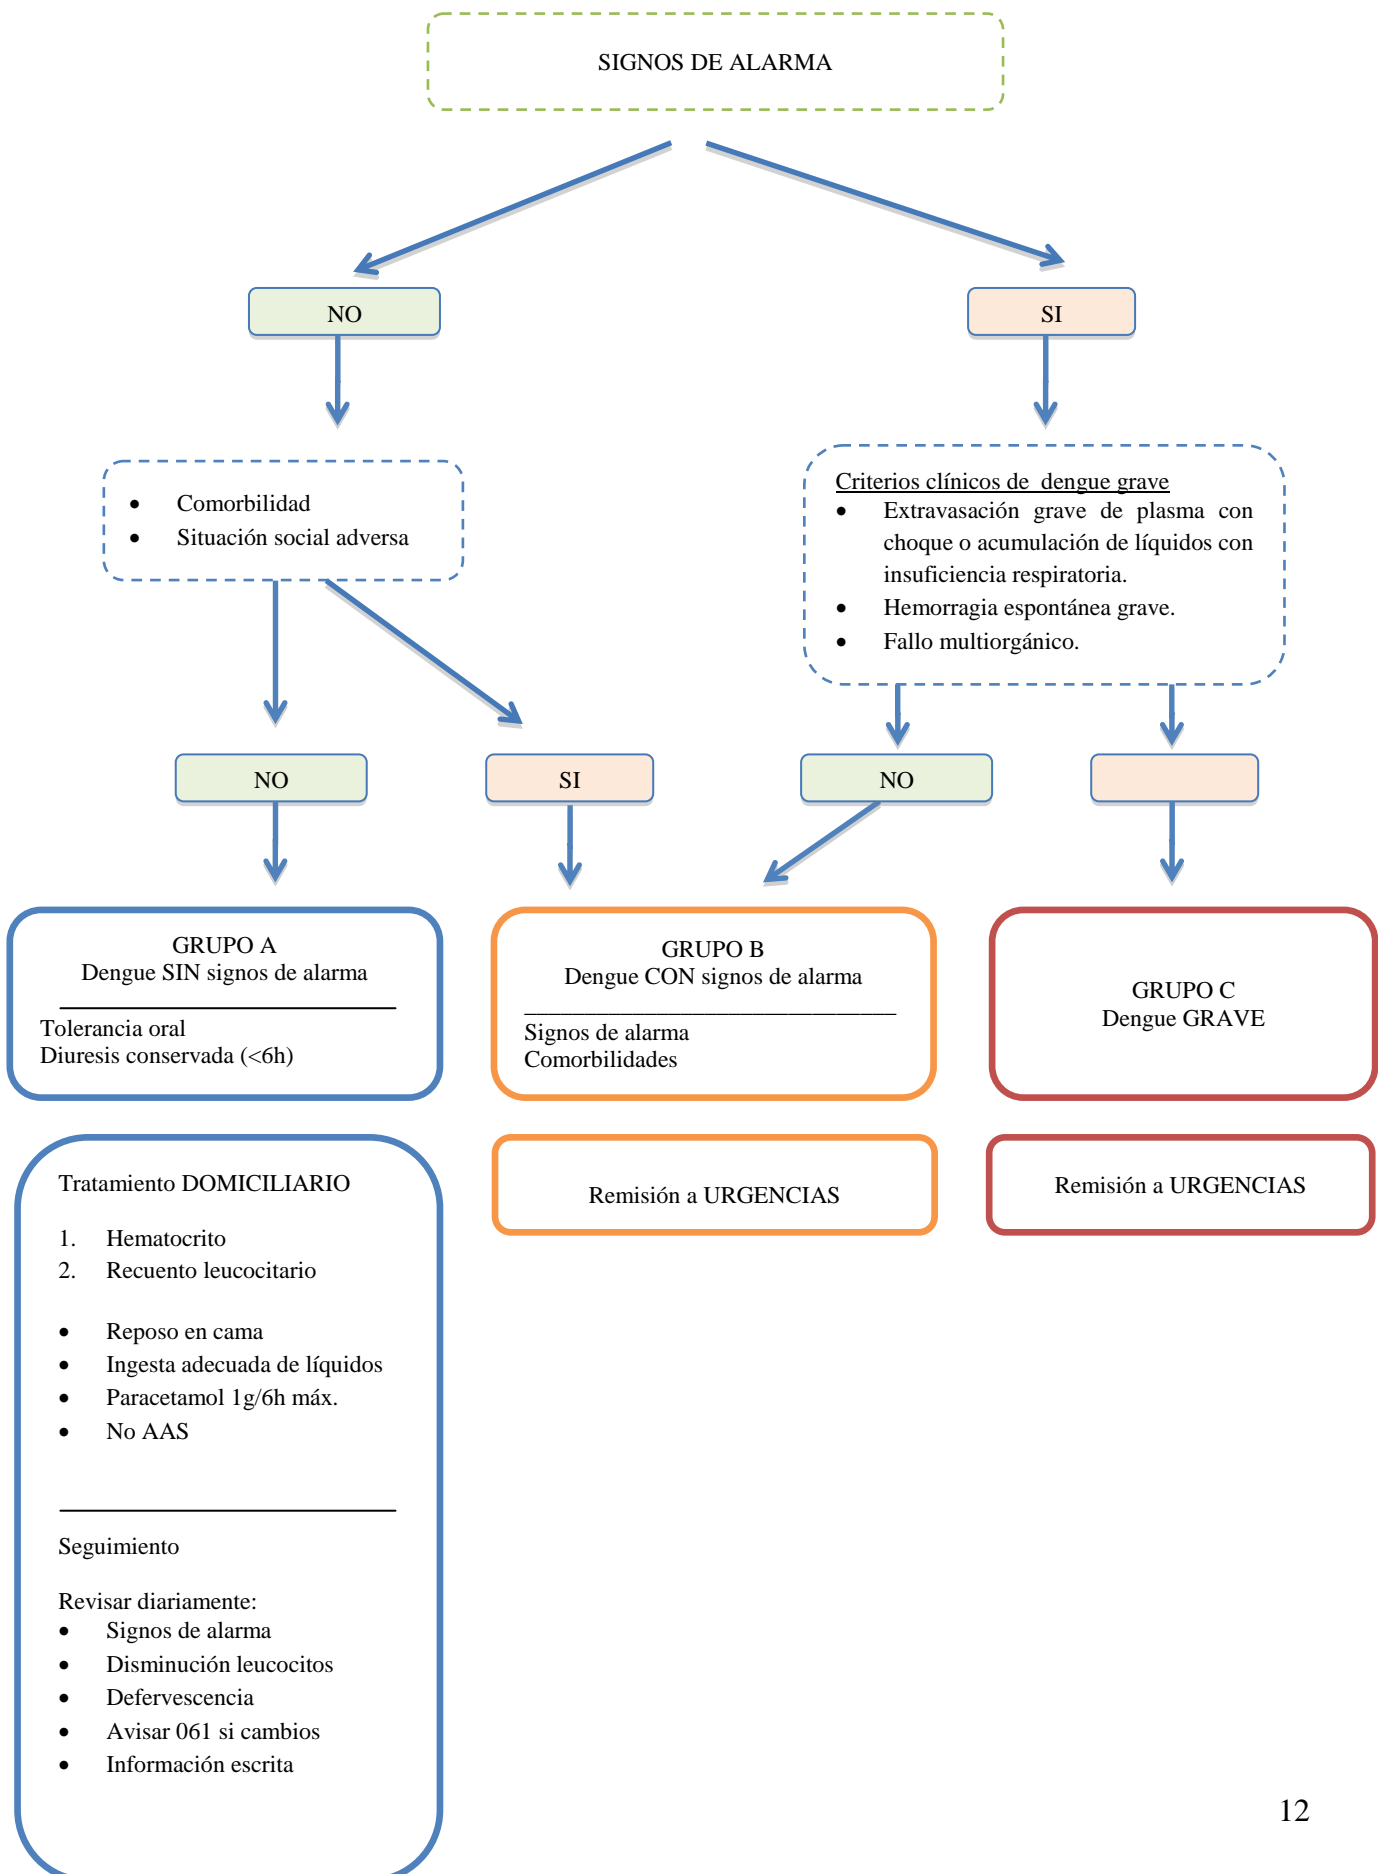 SIGNOS DE ALARMA
NO
SI
• Comorbilidad
• Situación social adversa
Criterios clínicos de dengue grave
• Extravasación grave de plasma con
choque o acumulación de líquidos con
insuficiencia respiratoria.
• Hemorragia espontánea grave.
• Fallo multiorgánico.
NO
SI
NO
GRUPO A
Dengue SIN signos de alarma
Tolerancia oral
Diuresis conservada (<6h)
GRUPO B
Dengue CON signos de alarma
Signos de alarma
Comorbilidades
GRUPO C
Dengue GRAVE
Tratamiento DOMICILIARIO
1. Hematocrito
2. Recuento leucocitario
• Reposo en cama
• Ingesta adecuada de líquidos
• Paracetamol 1g/6h máx.
• No AAS
Seguimiento
Revisar diariamente:
• Signos de alarma
• Disminución leucocitos
• Defervescencia
• Avisar 061 si cambios
• Información escrita
Remisión a URGENCIAS
Remisión a URGENCIAS
12